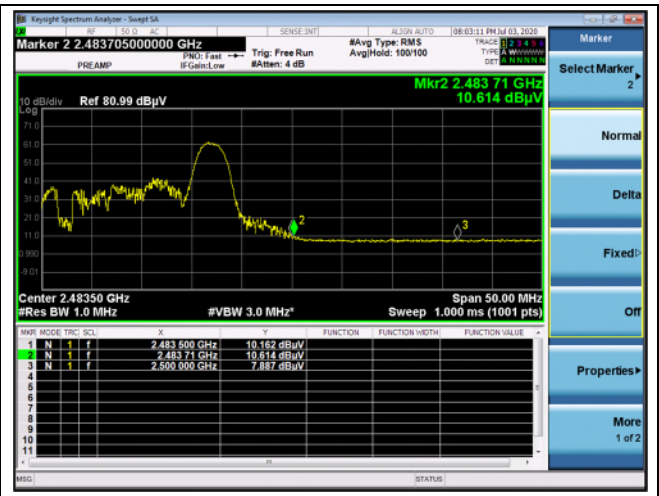 Keysight Spectrum Analyzer - Swept SA
RF 50 Ω AC SENSE:INT ALIGN AUTO 08:03:11 PM Jul 03, 2020
Marker 2 2.483705000000 GHz
PREAMP
PNO: Fast
IFGain:Low
Trig: Free Run
#Atten: 4 dB
#Avg Type: RMS
Avg|Hold: 100/100
TRACE 1 2 3 4 5 6
TYPE
DET A N N N N N
Mkr2 2.483 71 GHz
10.614 dBµV
10 dB/div Ref 80.99 dBµV
Log
71.0
61.0
51.0
41.0
31.0
21.0
11.0
0.990
-9.01
2
3
Center 2.48350 GHz
Span 50.00 MHz
#Res BW 1.0 MHz
#VBW 3.0 MHz*
Sweep 1.000 ms (1001 pts)
MKR MODE TRC SCL X Y FUNCTION FUNCTION WIDTH FUNCTION VALUE
1 N 1 f 2.483 500 GHz 10.162 dBµV
2 N 1 f 2.483 71 GHz 10.614 dBµV
3 N 1 f 2.500 000 GHz 7.887 dBµV
4
5
6
7
8
9
10
11
MSG STATUS
Marker
Select Marker
2
Normal
Delta
Fixed
Off
Properties
More
1 of 2